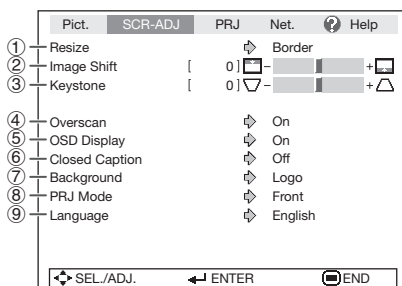 Pict. SCR-ADJ PRJ Net. ? Help
① Resize Border
② Image Shift [ 0 ] − +
③ Keystone [ 0 ] − +
④ Overscan On
⑤ OSD Display On
⑥ Closed Caption Off
⑦ Background Logo
⑧ PRJ Mode Front
⑨ Language English
SEL./ADJ. ENTER END